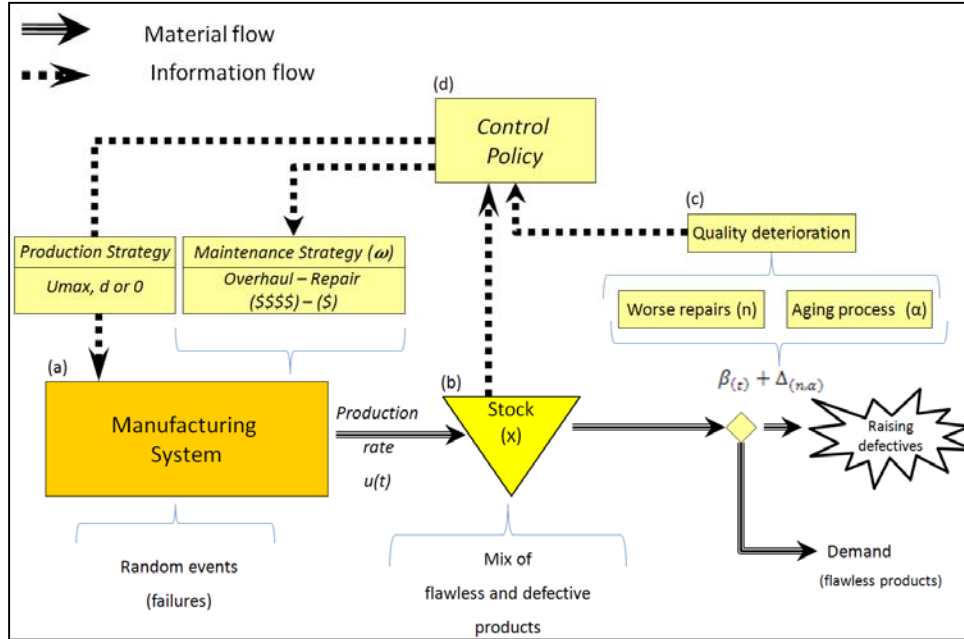 Material flow
Information flow
(d)
Control
Policy
(c)
Quality deterioration
Production Strategy
Umax, d or 0
Maintenance Strategy (ω)
Overhaul – Repair
($$$$) – ($)
Worse repairs (n)
Aging process (α)
β(t) + Δ(n,α)
(a)
Manufacturing
System
Production
rate
u(t)
(b)
Stock
(x)
Raising
defectives
Random events
(failures)
Mix of
flawless and defective
products
Demand
(flawless products)